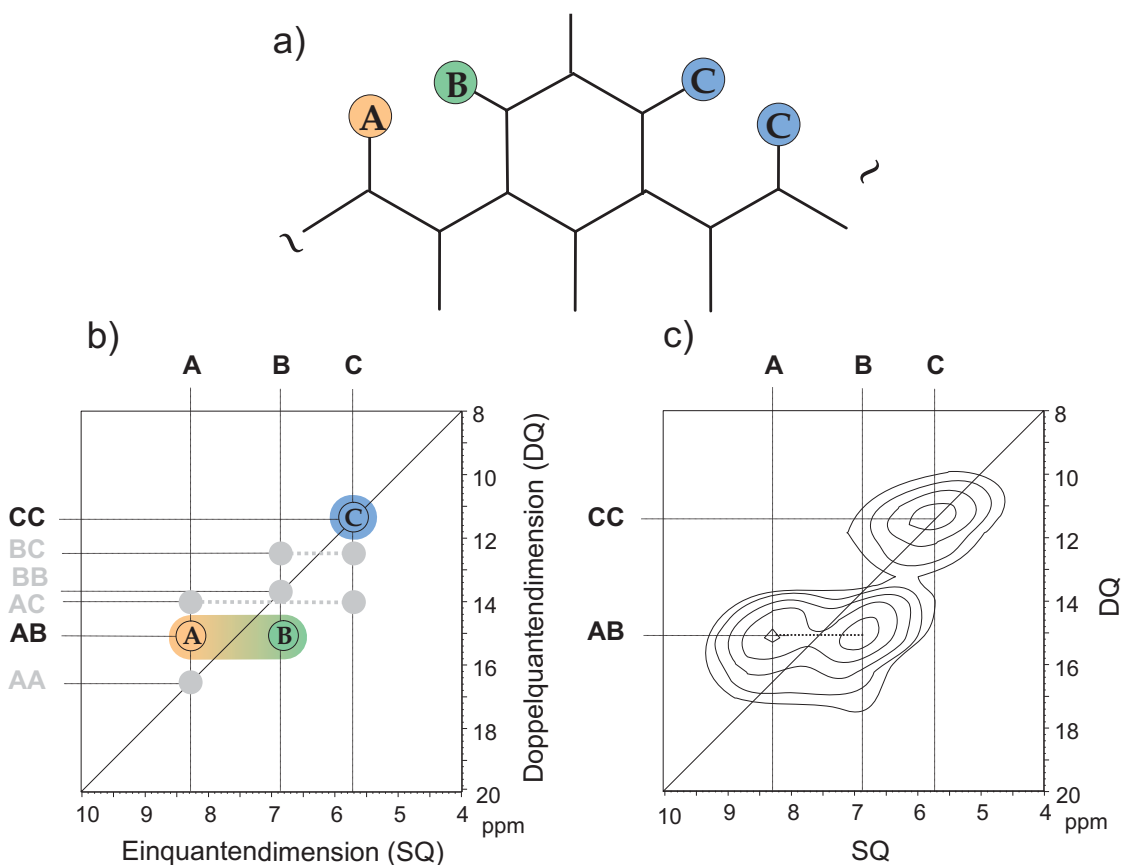 a)
A
B
C
C
b)
A
B
C
CC
BC
BB
AC
AB
AA
C
A
B
8
10
12
14
16
18
20
10
9
8
7
6
5
4
ppm
Doppelquantendimension (DQ)
Einquantendimension (SQ)
c)
A
B
C
CC
AB
8
10
12
14
16
18
20
10
9
8
7
6
5
4
ppm
DQ
SQ